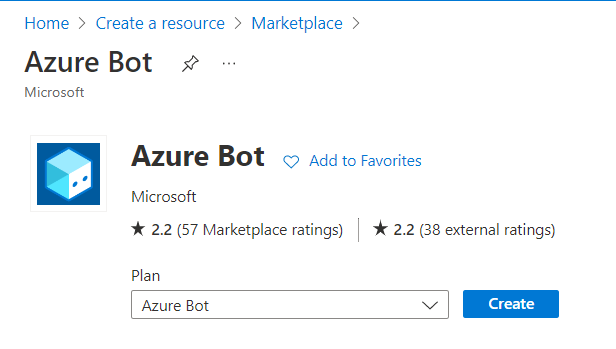 Home > Create a resource > Marketplace >
Azure Bot ...
Microsoft
Azure Bot Add to Favorites
Microsoft
★ 2.2 (57 Marketplace ratings) | ★ 2.2 (38 external ratings)
Plan
Azure Bot Create